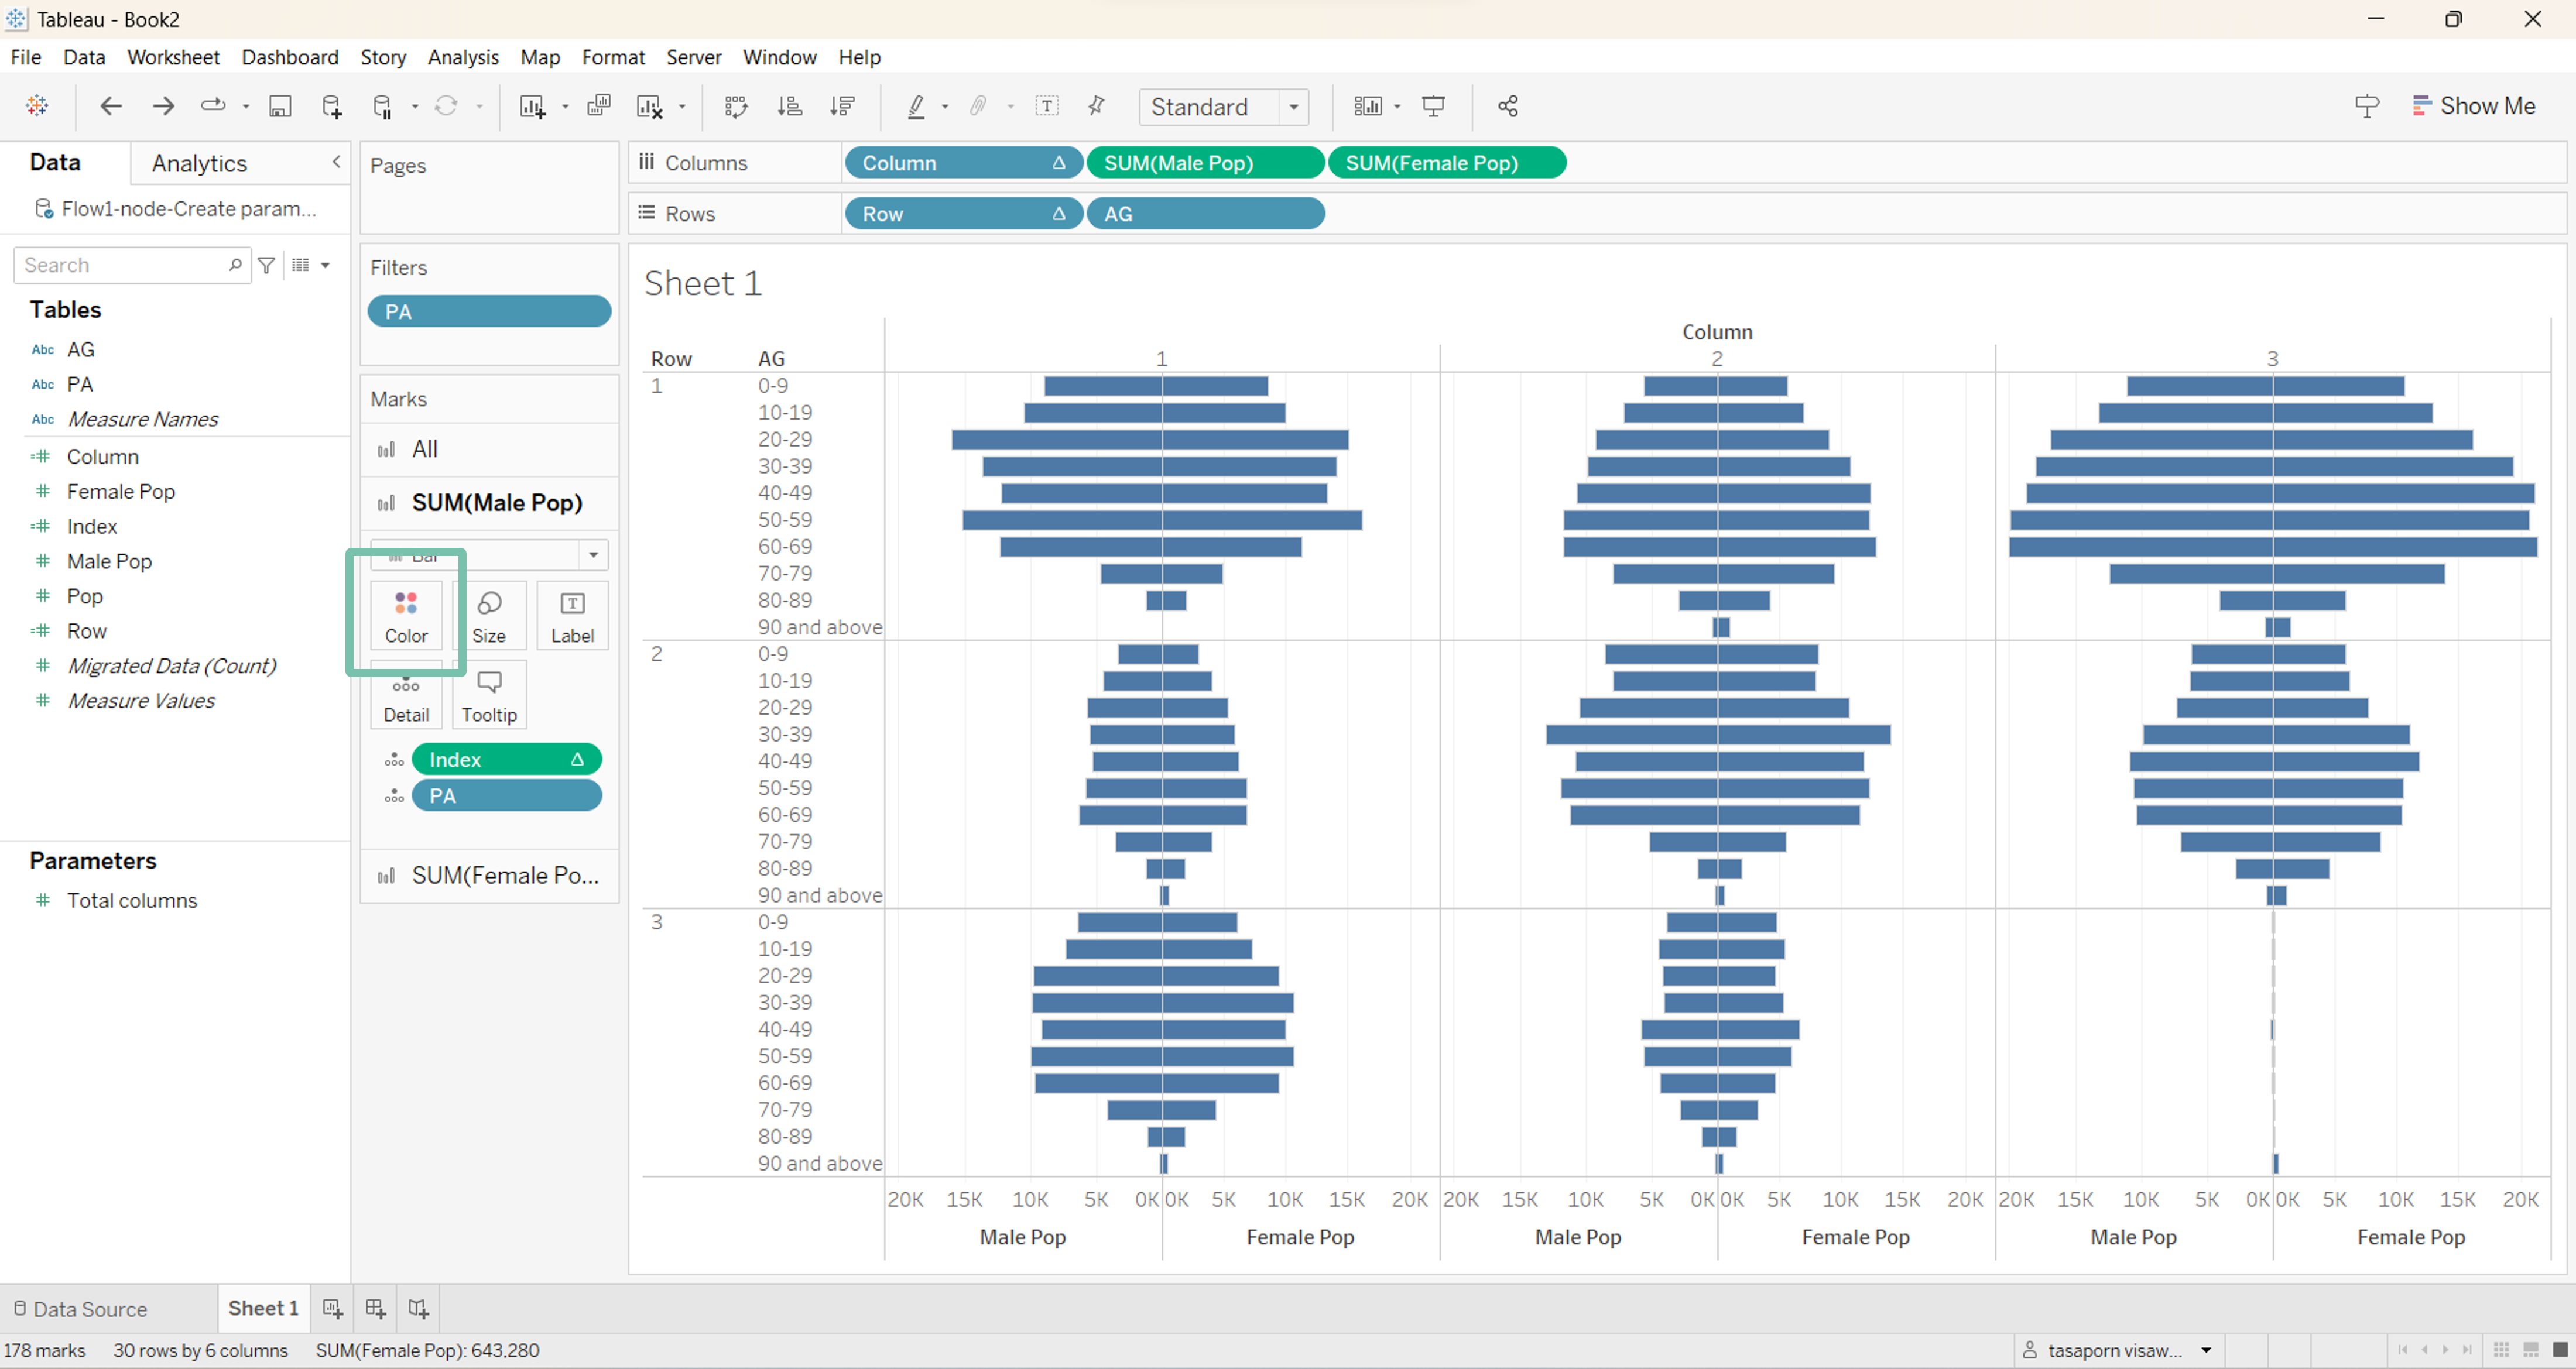 Tableau - Book2
File Data Worksheet Dashboard Story Analysis Map Format Server Window Help
Standard
Show Me
Data Analytics
Flow1-node-Create param...
Search
Tables
Abc AG
Abc PA
Abc Measure Names
Column
Female Pop
Index
Male Pop
Pop
Row
Migrated Data (Count)
Measure Values
Parameters
Total columns
Pages
Filters
PA
Marks
All
SUM(Male Pop)
Bar
Color Size Label
Detail Tooltip
Index
PA
SUM(Female Po...
Columns Column SUM(Male Pop) SUM(Female Pop)
Rows Row AG
Sheet 1
Column
Row AG 1 2 3
1 0-9
10-19
20-29
30-39
40-49
50-59
60-69
70-79
80-89
90 and above
2 0-9
10-19
20-29
30-39
40-49
50-59
60-69
70-79
80-89
90 and above
3 0-9
10-19
20-29
30-39
40-49
50-59
60-69
70-79
80-89
90 and above
20K 15K 10K 5K 0K 0K 5K 10K 15K 20K 20K 15K 10K 5K 0K 0K 5K 10K 15K 20K 20K 15K 10K 5K 0K 0K 5K 10K 15K 20K
Male Pop Female Pop Male Pop Female Pop Male Pop Female Pop
Data Source Sheet 1
178 marks 30 rows by 6 columns SUM(Female Pop): 643,280
tasaporn visaw...